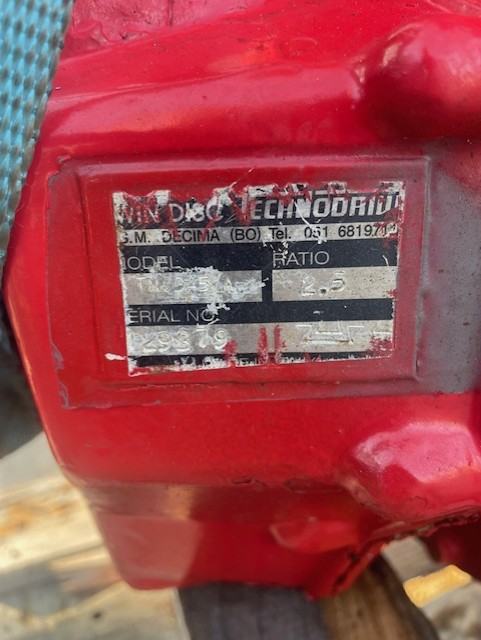 WIN DISC TECHNODRIVE
S.M. DECIMA (BO) Tel. 051 681971
ODEL RATIO
2.5
ERIAL NO.